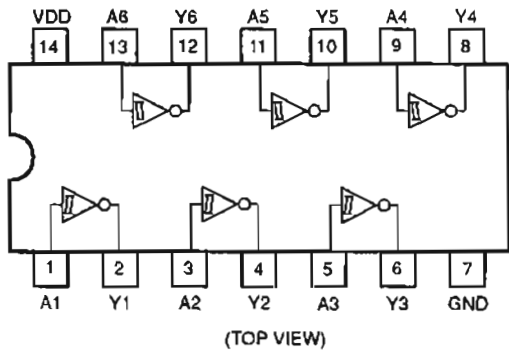 VDD A6 Y6 A5 Y5 A4 Y4
14 13 12 11 10 9 8
1 2 3 4 5 6 7
A1 Y1 A2 Y2 A3 Y3 GND
(TOP VIEW)